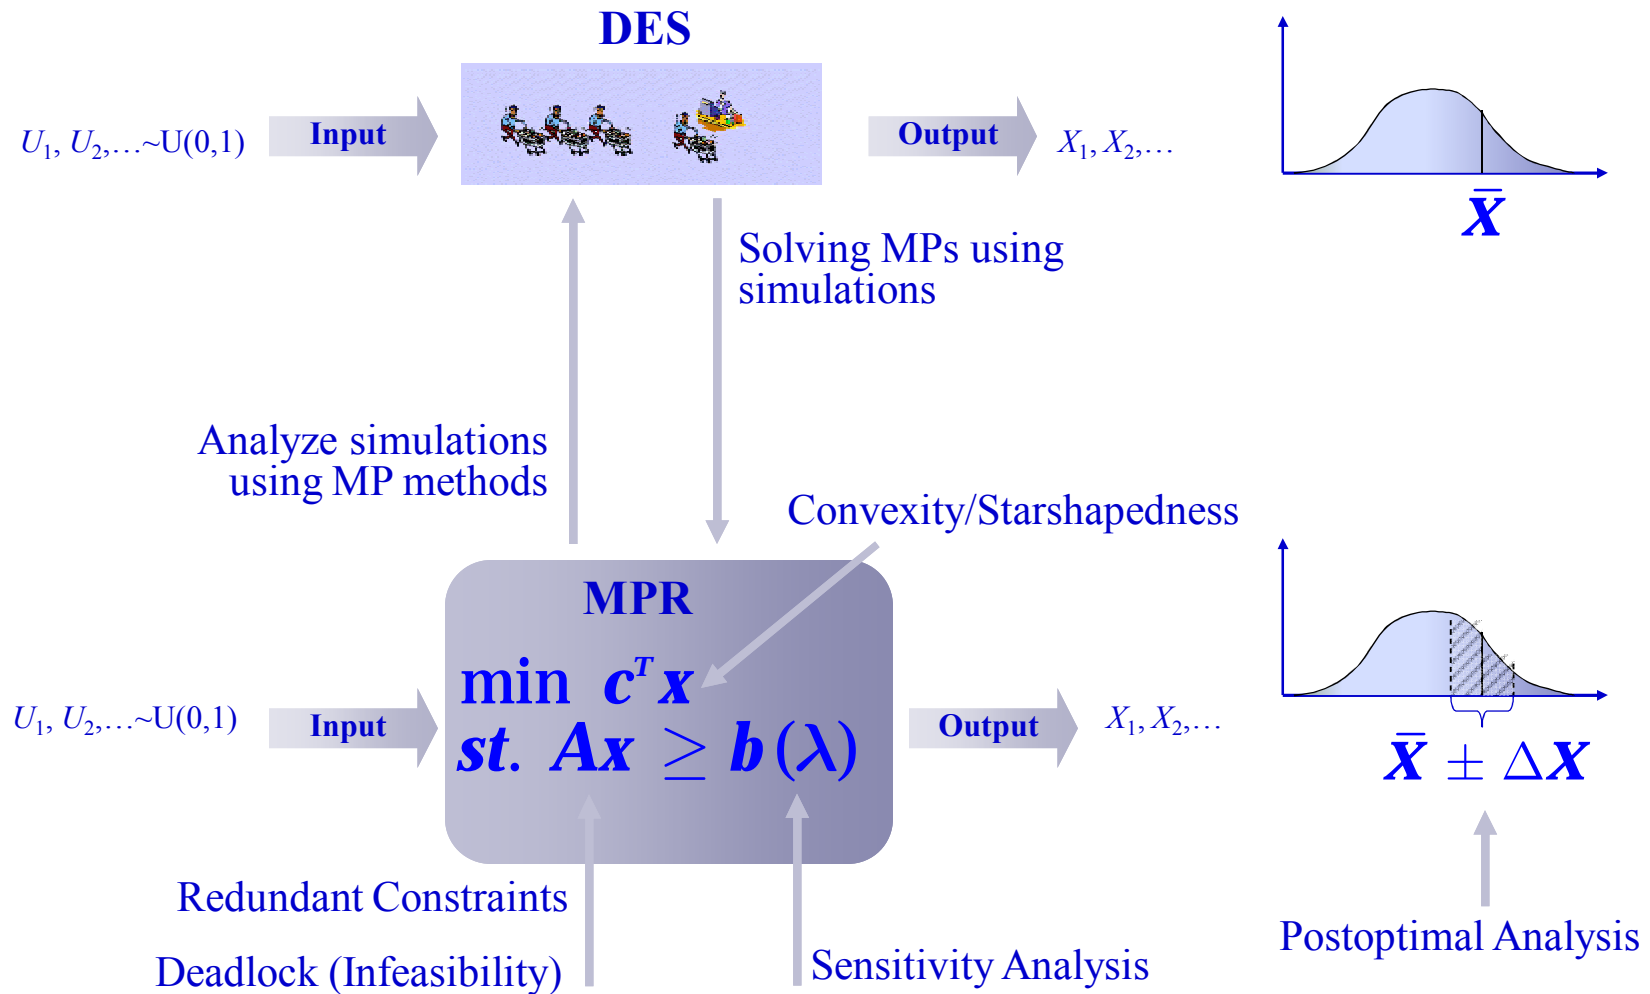 DES
U₁, U₂,…~U(0,1)
Input
Output
X₁, X₂,…
X̄
Solving MPs using
simulations
Analyze simulations
using MP methods
Convexity/Starshapedness
MPR
min cᵀx
st. Ax ≥ b(λ)
U₁, U₂,…~U(0,1)
Input
Output
X₁, X₂,…
X̄ ± ΔX
Redundant Constraints
Deadlock (Infeasibility)
Sensitivity Analysis
Postoptimal Analysis